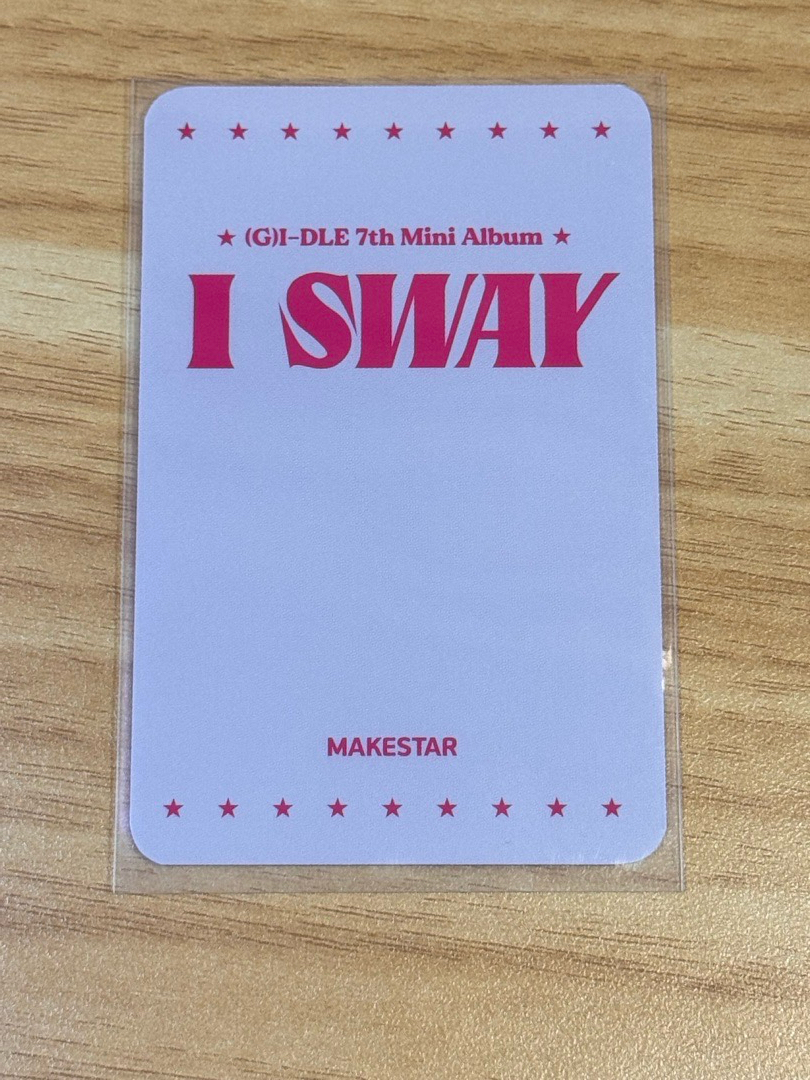 ★ ★ ★ ★ ★ ★ ★ ★ ★
★ (G)I-DLE 7th Mini Album ★
I SWAY
MAKESTAR
★ ★ ★ ★ ★ ★ ★ ★ ★